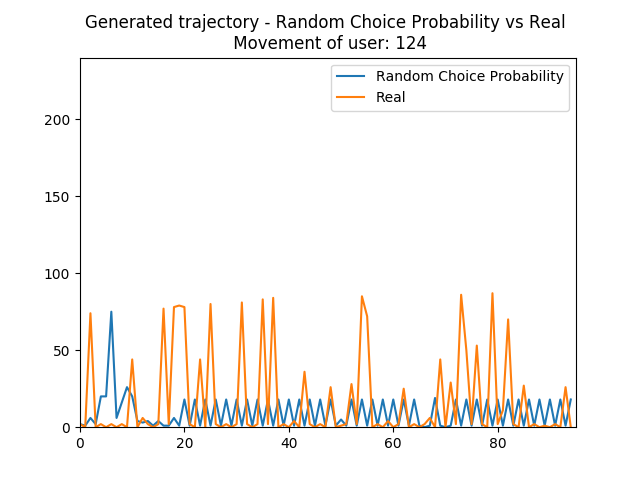 Generated trajectory - Random Choice Probability vs Real
Movement of user: 124
Random Choice Probability
Real
200
150
100
50
0
0 20 40 60 80